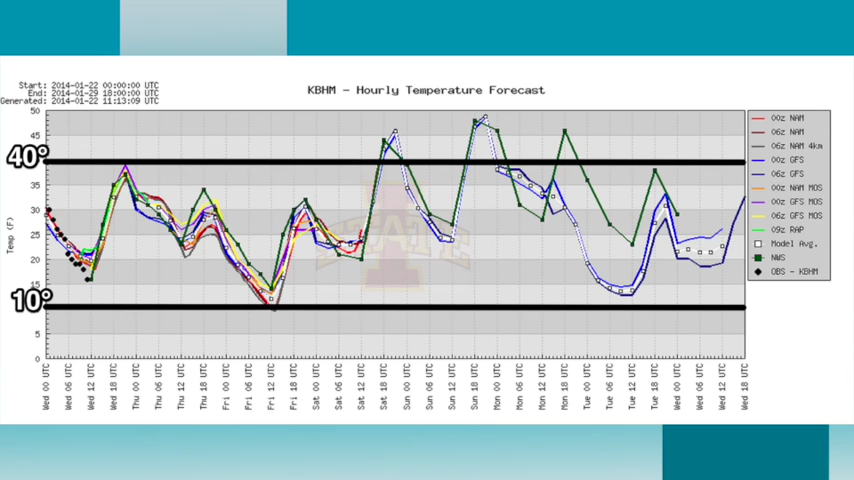 Start: 2014-01-22 00:00:00 UTC
End: 2014-01-29 18:00:00 UTC
Generated: 2014-01-22 11:13:09 UTC
KBHM - Hourly Temperature Forecast
50
45
40°
35
30
25
20
15
10°
5
0
Temp (F)
Wed 00 UTC
Wed 06 UTC
Wed 12 UTC
Wed 18 UTC
Thu 00 UTC
Thu 06 UTC
Thu 12 UTC
Thu 18 UTC
Fri 00 UTC
Fri 06 UTC
Fri 12 UTC
Fri 18 UTC
Sat 00 UTC
Sat 06 UTC
Sat 12 UTC
Sat 18 UTC
Sun 00 UTC
Sun 06 UTC
Sun 12 UTC
Sun 18 UTC
Mon 00 UTC
Mon 06 UTC
Mon 12 UTC
Mon 18 UTC
Tue 00 UTC
Tue 06 UTC
Tue 12 UTC
Tue 18 UTC
Wed 00 UTC
Wed 06 UTC
Wed 12 UTC
Wed 18 UTC
00z NAM
06z NAM
06z NAM 4km
00z GFS
06z GFS
00z NAM MOS
00z GFS MOS
06z GFS MOS
09z RAP
Model Avg.
NWS
OBS - KBHM
STATE